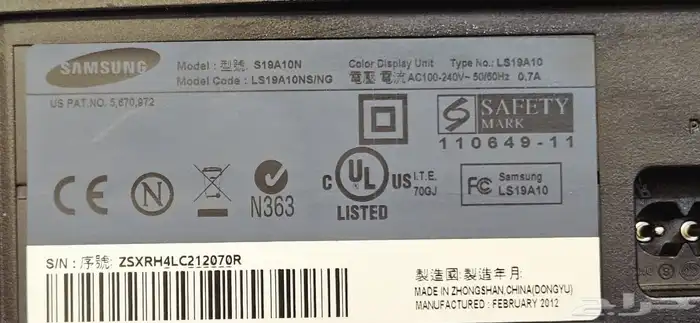 SAMSUNG
Model : 型號: S19A10N Color Display Unit Type No.: LS19A10
Model Code : LS19A10NS/NG 電壓 電流 AC100-240V~ 50/60Hz 0.7A
US PAT.NO. 5,670,972
S SAFETY
MARK
110649-11
CE N N363
C UL US I.T.E.
70GJ
LISTED
FC Samsung
LS19A10
S/N : 序號: ZSXRH4LC212070R
製造國: 製造年月:
MADE IN ZHONGSHAN,CHINA(DONGYU)
MANUFACTURED : FEBRUARY 2012
حراج